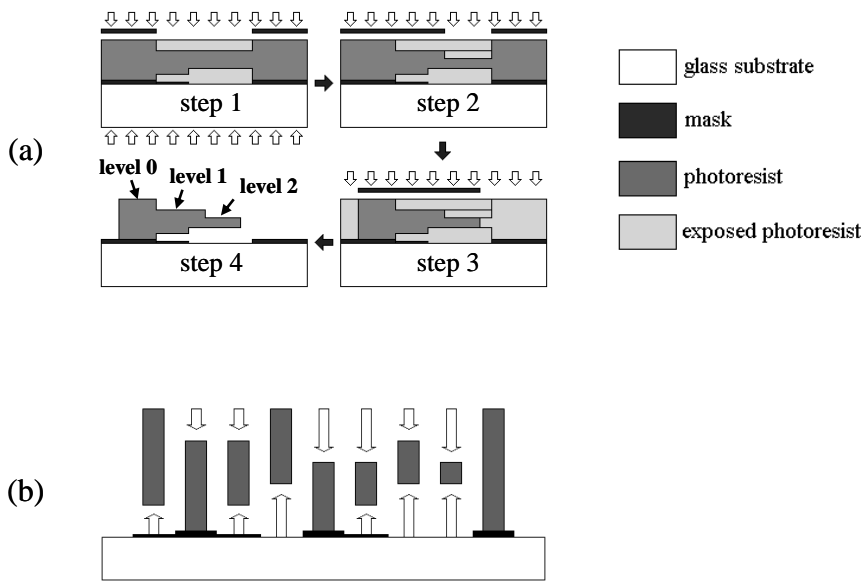 (a)
step 1
step 2
level 0
level 1
level 2
step 4
step 3
glass substrate
mask
photoresist
exposed photoresist
(b)